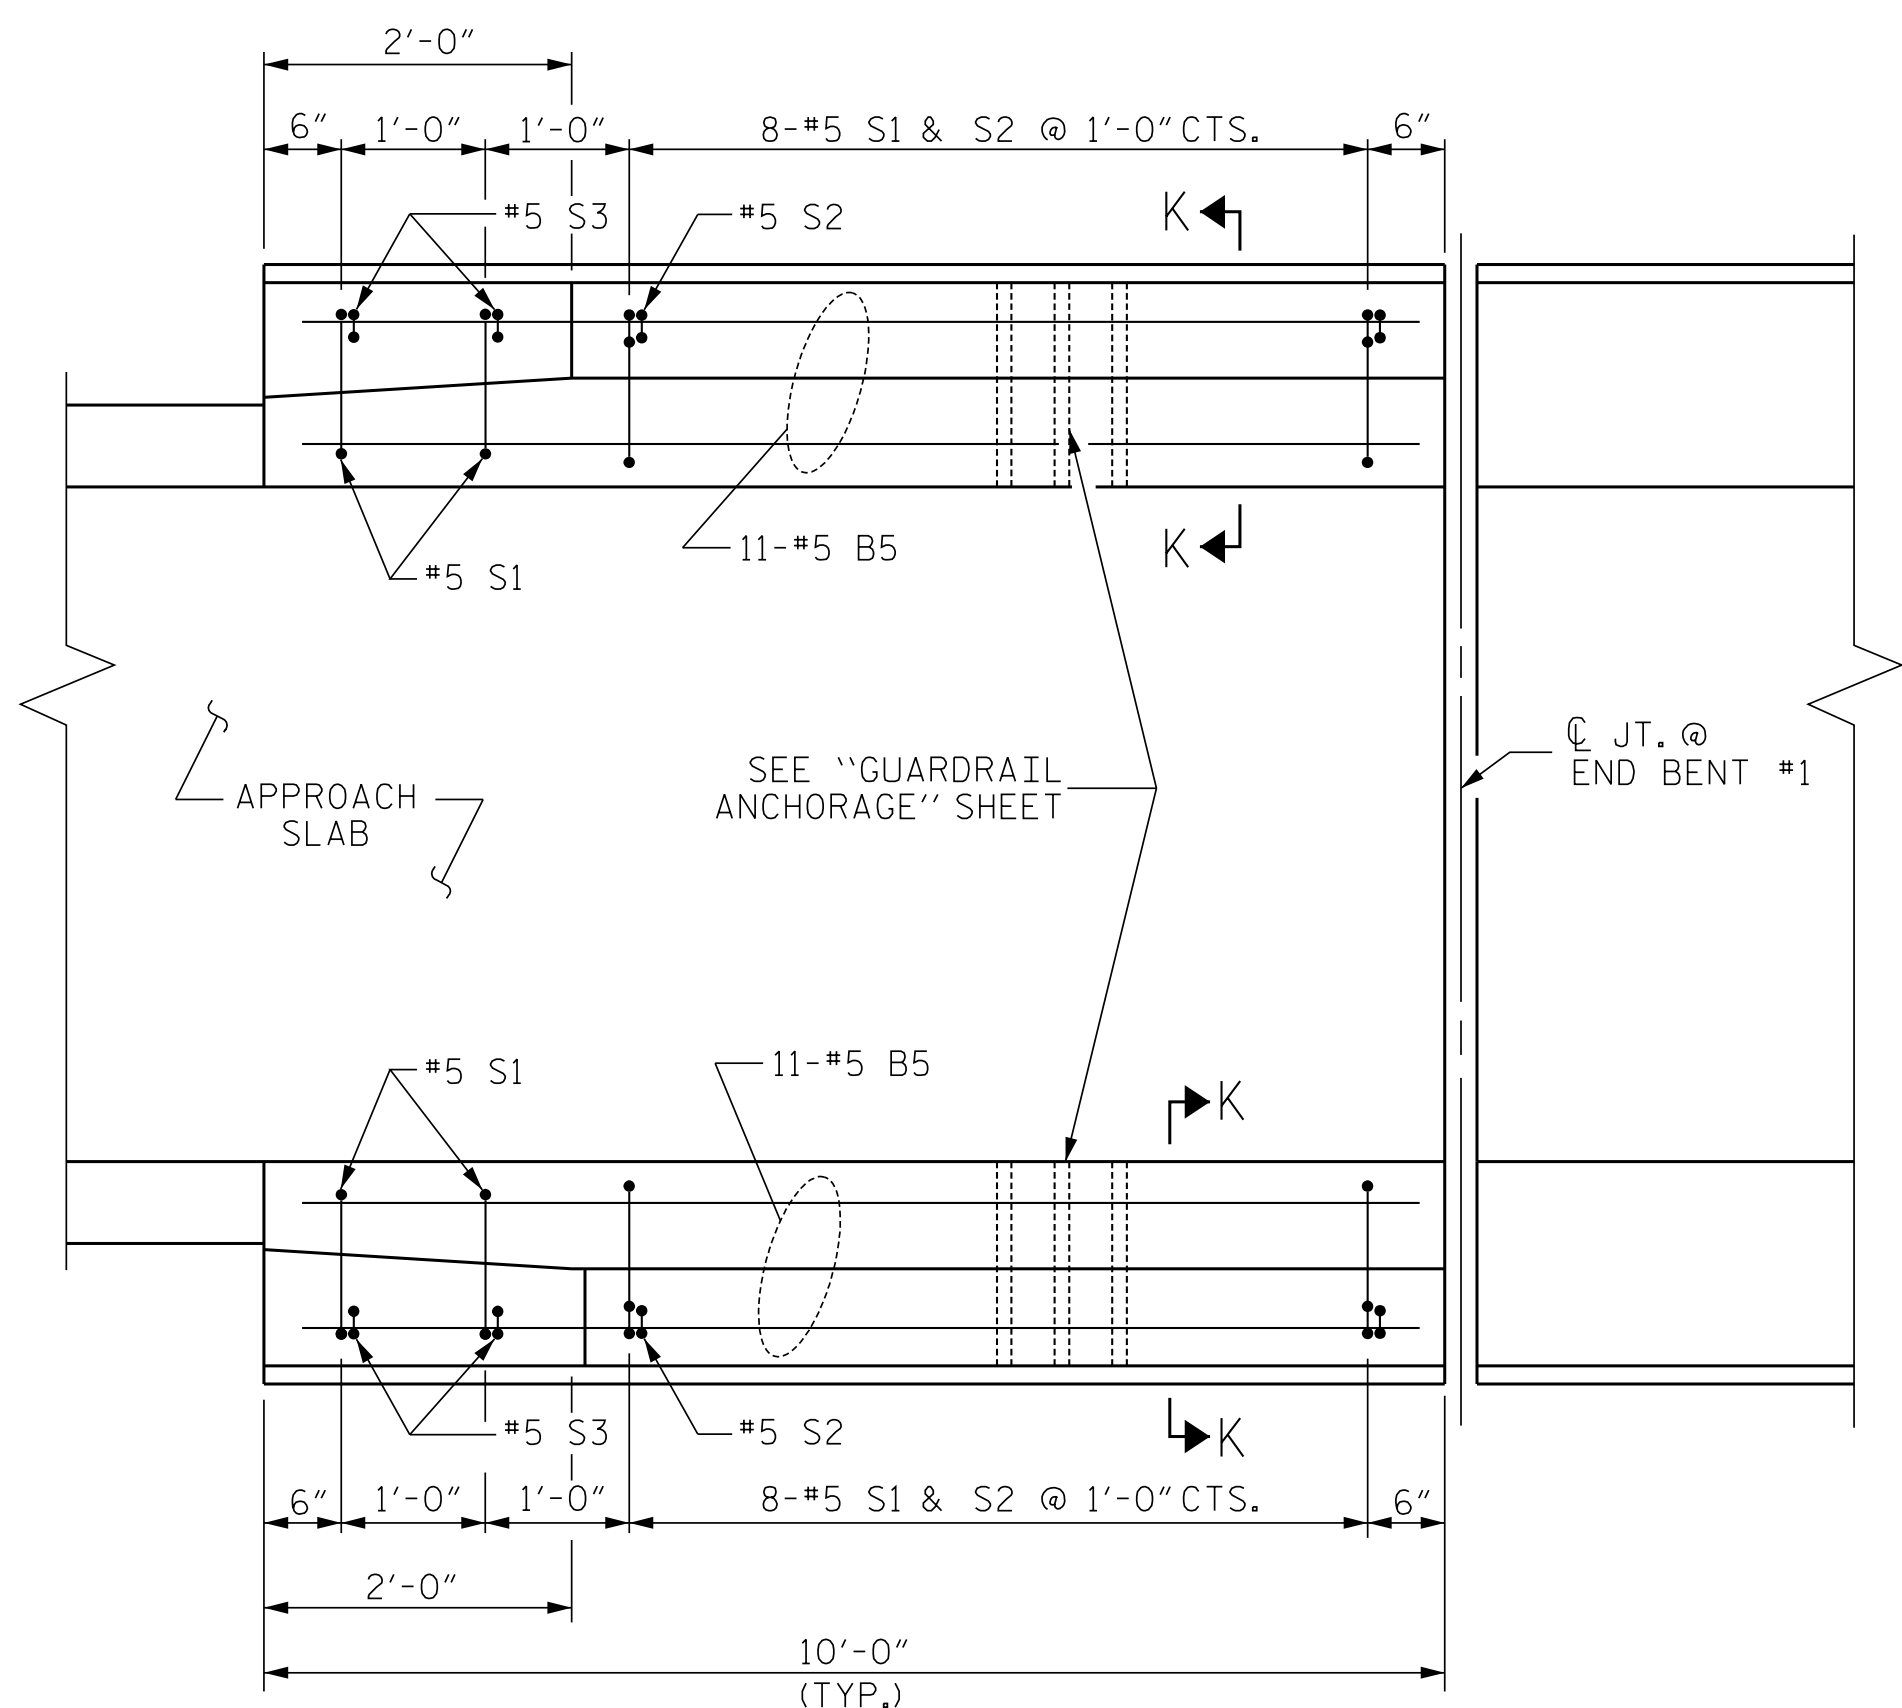 2'-0"
6"
1'-0"
1'-0"
8-#5 S1 & S2 @ 1'-0" CTS.
6"
#5 S3
#5 S2
K
11-#5 B5
K
#5 S1
℄ JT. @
END BENT #1
SEE "GUARDRAIL
ANCHORAGE" SHEET
APPROACH
SLAB
#5 S1
11-#5 B5
K
#5 S3
#5 S2
K
6"
1'-0"
1'-0"
8-#5 S1 & S2 @ 1'-0" CTS.
6"
2'-0"
10'-0"
(TYP.)